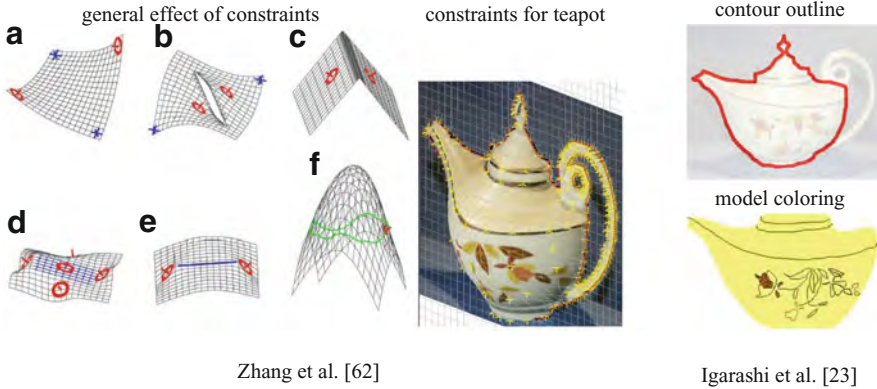 general effect of constraints
constraints for teapot
contour outline
a
b
c
f
model coloring
d
e
Zhang et al. [62]
Igarashi et al. [23]